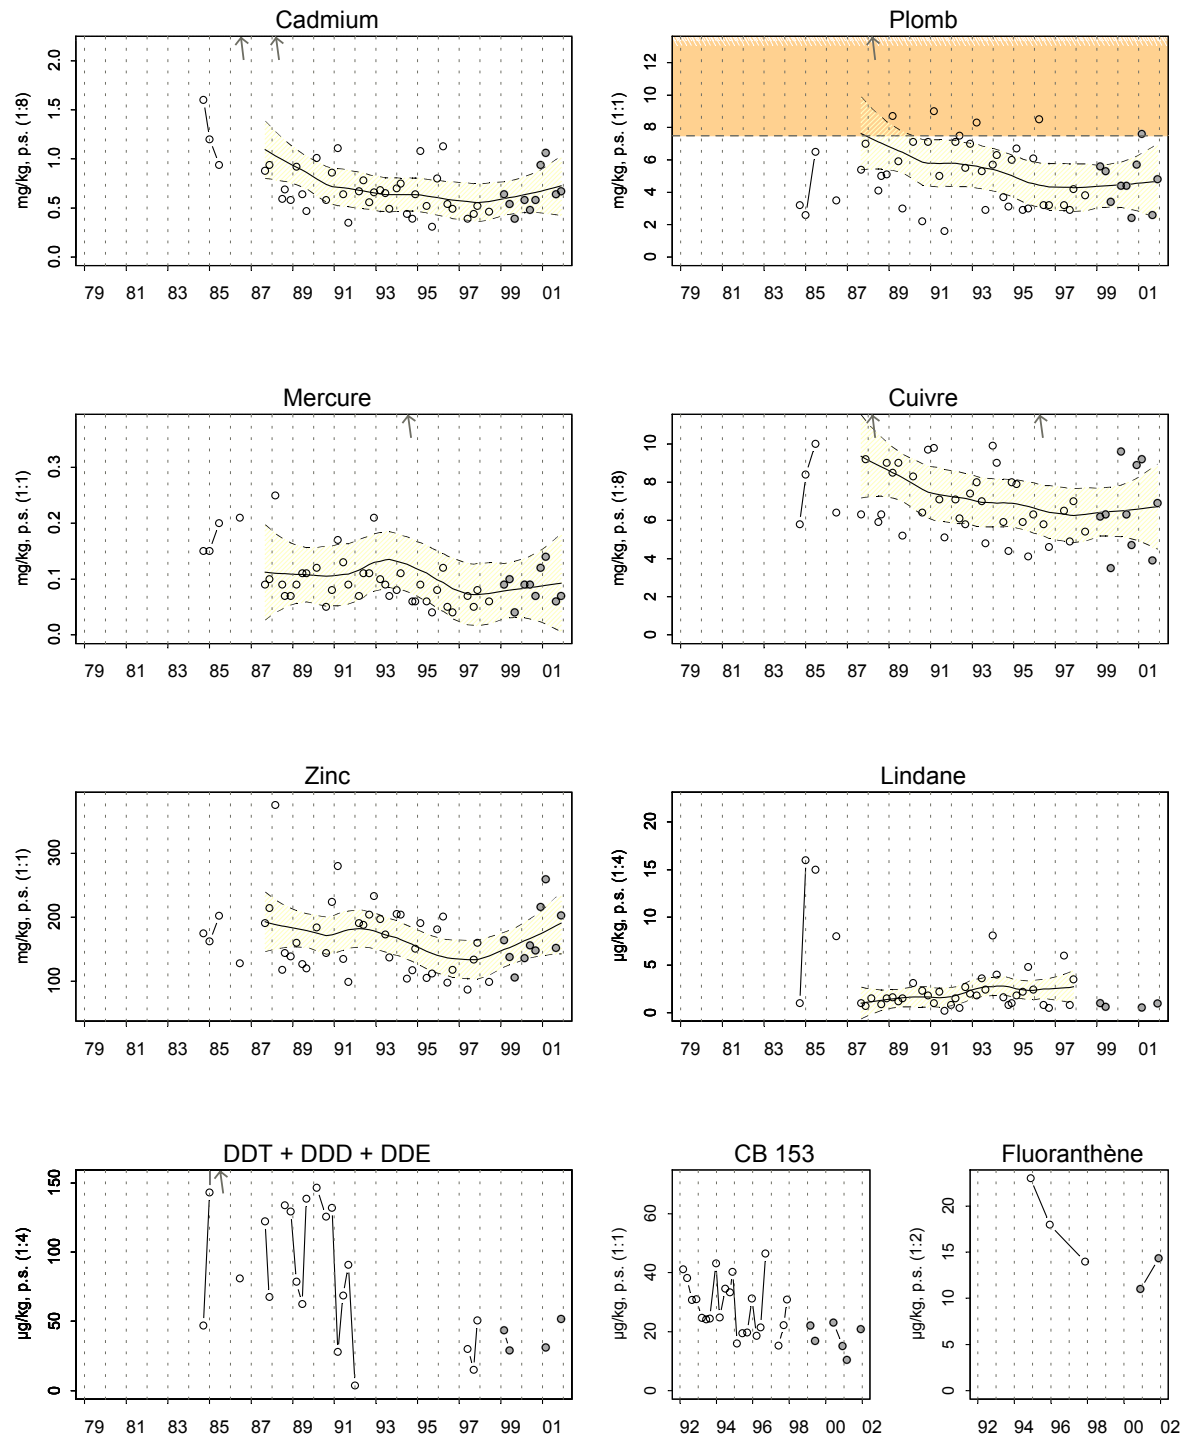 Cadmium
mg/kg, p.s. (1:8)
2.0
1.5
1.0
0.5
0.0
79 81 83 85 87 89 91 93 95 97 99 01
Plomb
mg/kg, p.s. (1:1)
12
10
8
6
4
2
0
79 81 83 85 87 89 91 93 95 97 99 01
Mercure
mg/kg, p.s. (1:1)
0.3
0.2
0.1
0.0
79 81 83 85 87 89 91 93 95 97 99 01
Cuivre
mg/kg, p.s. (1:8)
10
8
6
4
2
0
79 81 83 85 87 89 91 93 95 97 99 01
Zinc
mg/kg, p.s. (1:1)
300
200
100
79 81 83 85 87 89 91 93 95 97 99 01
Lindane
µg/kg, p.s. (1:4)
20
15
10
5
0
79 81 83 85 87 89 91 93 95 97 99 01
DDT + DDD + DDE
µg/kg, p.s. (1:4)
150
100
50
0
79 81 83 85 87 89 91 93 95 97 99 01
CB 153
µg/kg, p.s. (1:1)
60
40
20
0
92 94 96 98 00 02
Fluoranthène
µg/kg, p.s. (1:2)
20
15
10
5
0
92 94 96 98 00 02